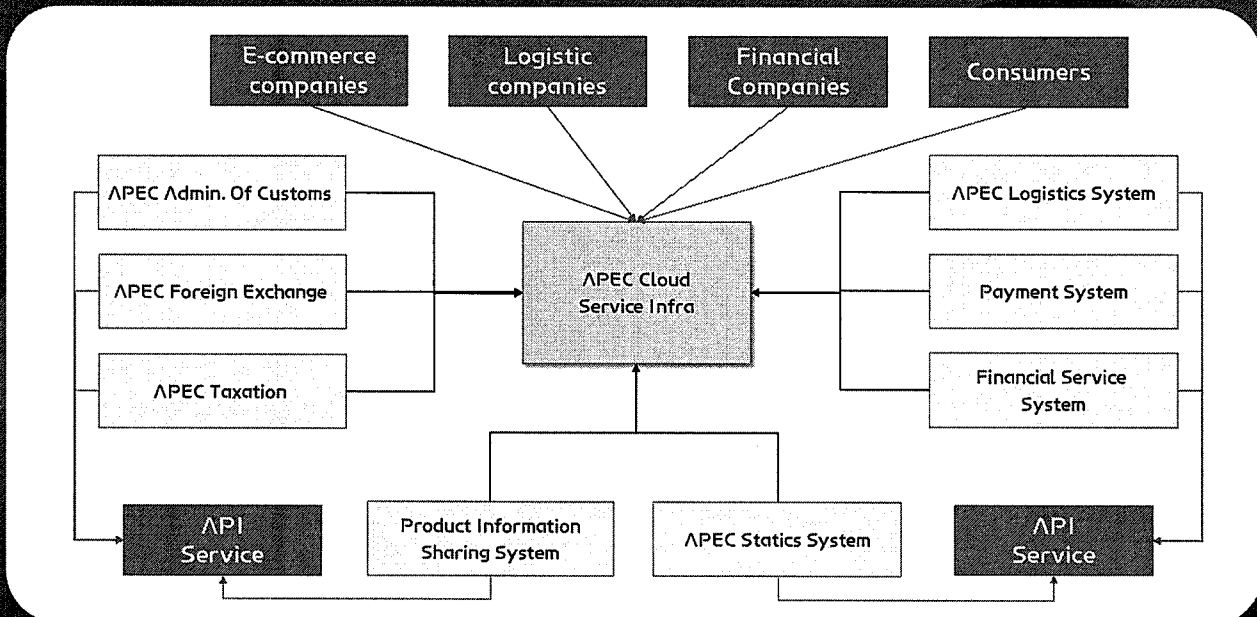 E-commerce
companies
Logistic
companies
Financial
Companies
Consumers
APEC Admin. Of Customs
APEC Logistics System
APEC Cloud
Service Infra
APEC Foreign Exchange
Payment System
APEC Taxation
Financial Service
System
API
Service
Product Information
Sharing System
APEC Statics System
API
Service